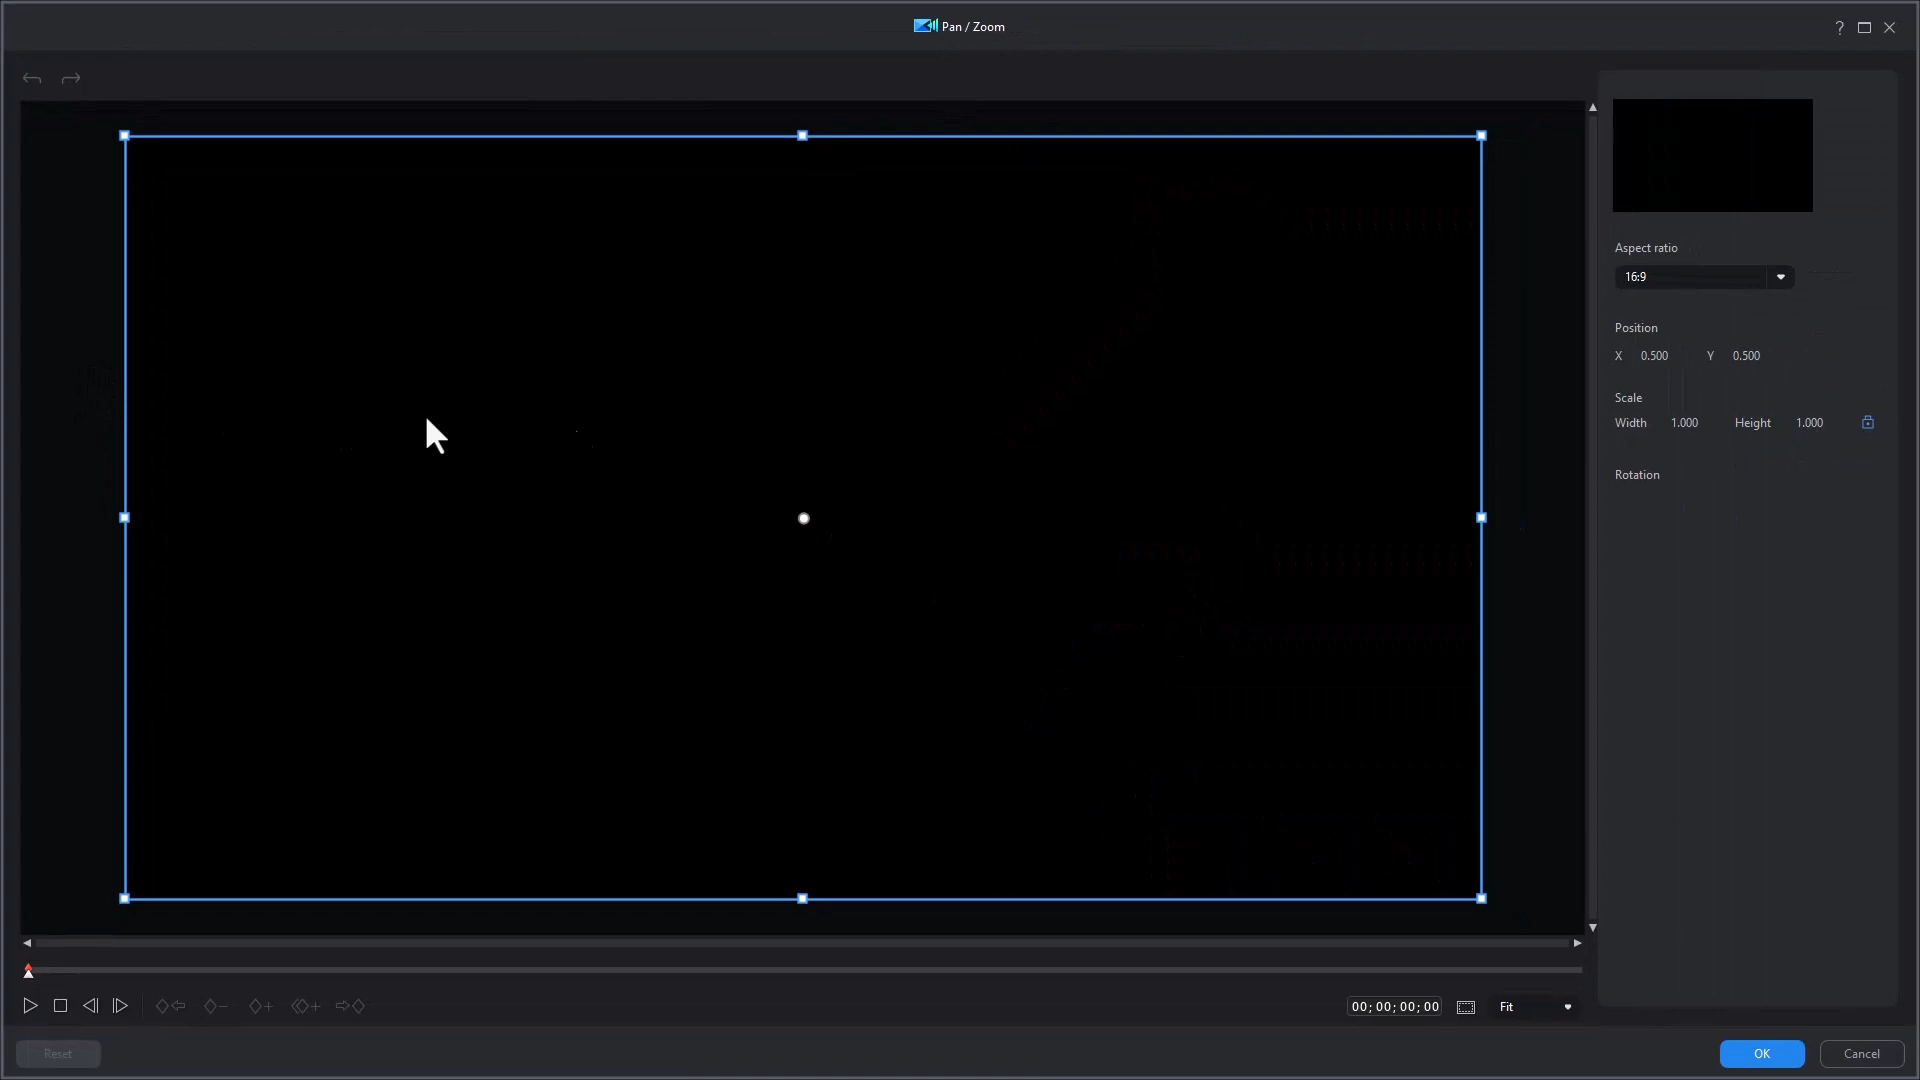 Pan / Zoom
?
Aspect ratio
16:9
Position
X 0.500 Y 0.500
Scale
Width 1.000 Height 1.000
Rotation
00;00;00;00
Fit
Reset
OK
Cancel